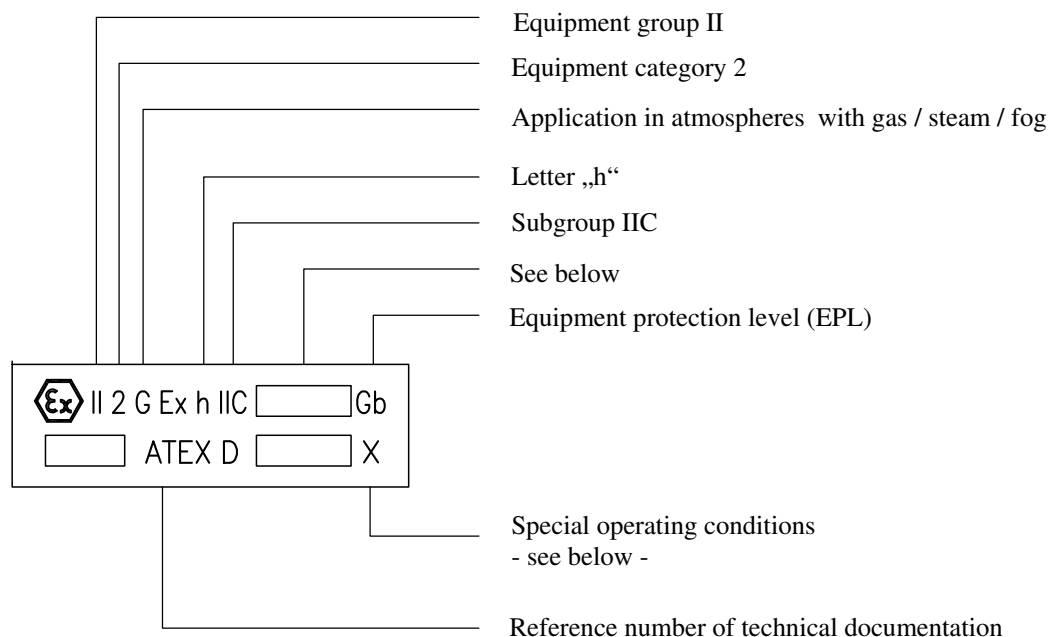 Equipment group II
Equipment category 2
Application in atmospheres with gas / steam / fog
Letter „h“
Subgroup IIC
See below
Equipment protection level (EPL)
Ex II 2 G Ex h IIC Gb
ATEX D X
Special operating conditions
- see below -
Reference number of technical documentation